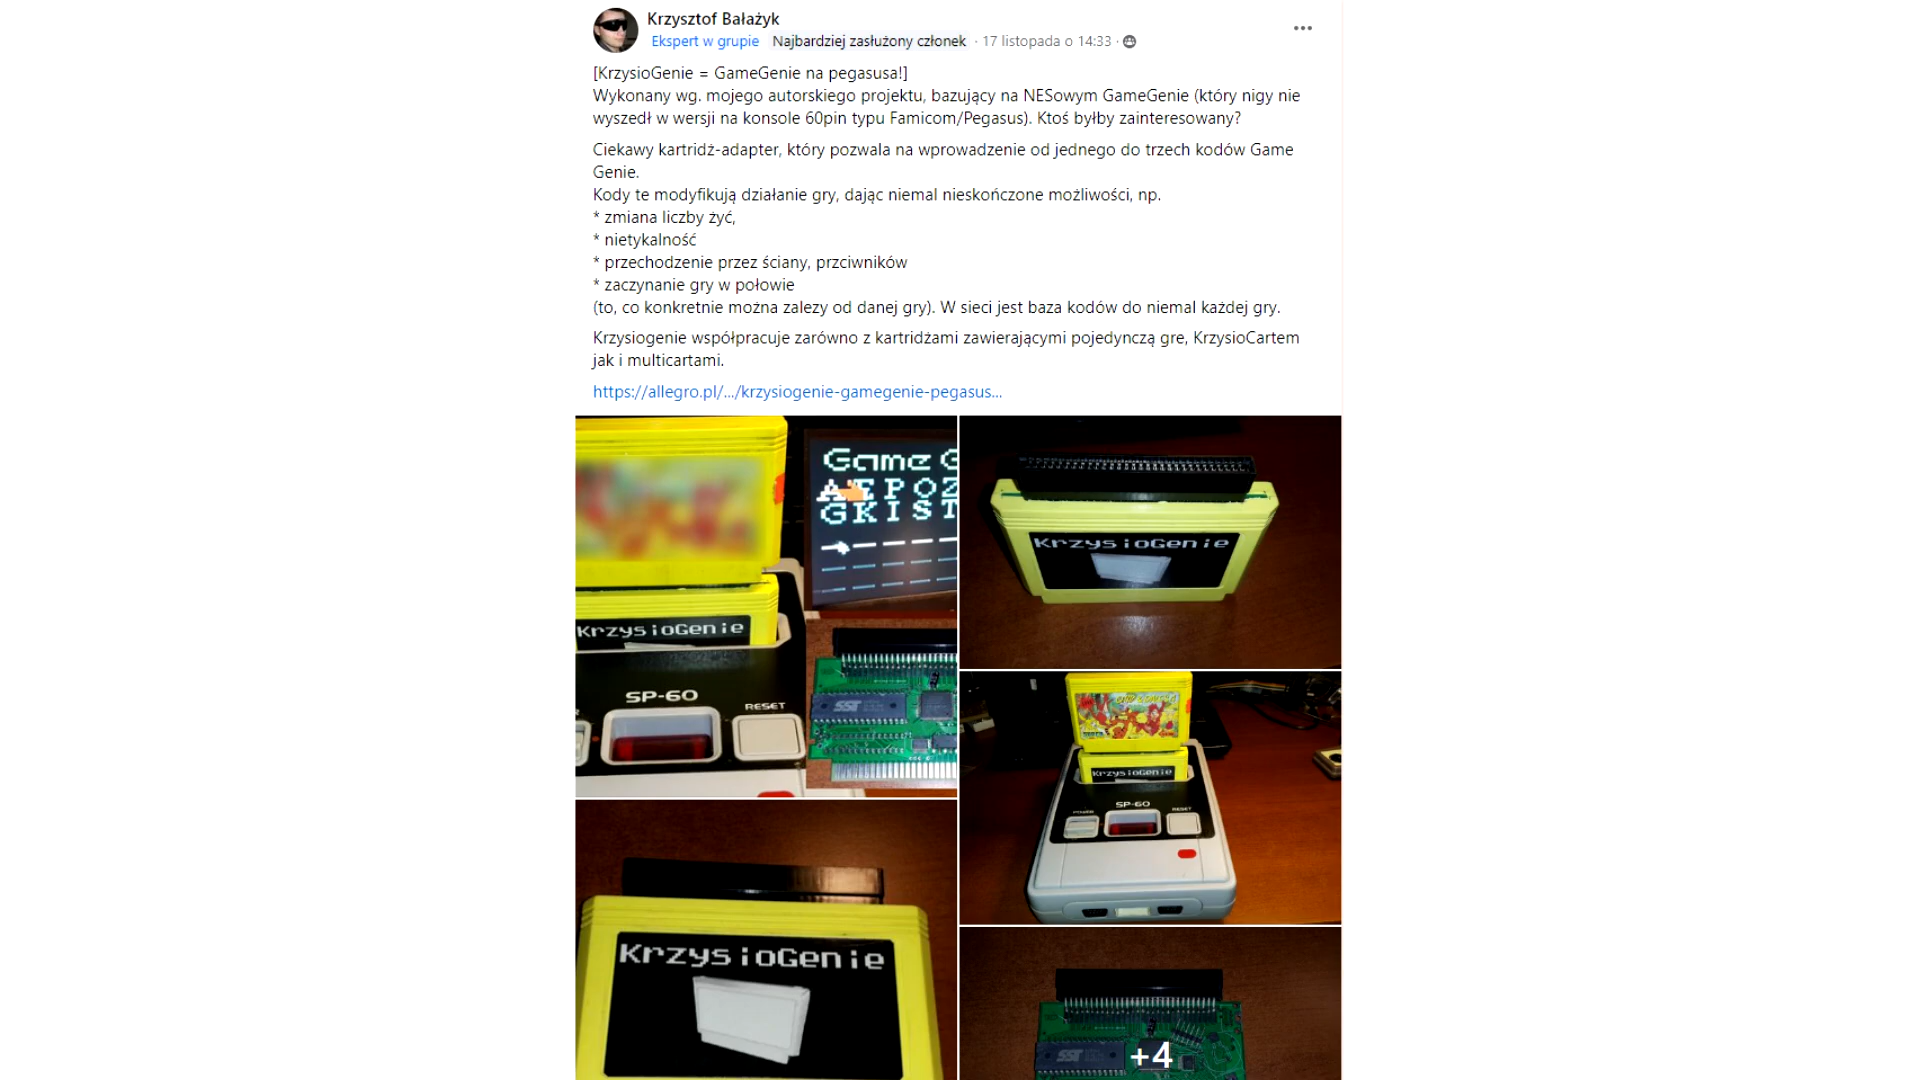 Krzysztof Bałażyk
Ekspert w grupie Najbardziej zasłużony członek · 17 listopada o 14:33 ·
[KrzysioGenie = GameGenie na pegasusa!]
Wykonany wg. mojego autorskiego projektu, bazujący na NESowym GameGenie (który nigy nie
wyszedł w wersji na konsole 60pin typu Famicom/Pegasus). Ktoś byłby zainteresowany?
Ciekawy kartridż-adapter, który pozwala na wprowadzenie od jednego do trzech kodów Game
Genie.
Kody te modyfikują działanie gry, dając niemal nieskończone możliwości, np.
* zmiana liczby żyć,
* nietykalność
* przechodzenie przez ściany, przciwników
* zaczynanie gry w połowie
(to, co konkretnie można zalezy od danej gry). W sieci jest baza kodów do niemal każdej gry.
Krzysiogenie współpracuje zarówno z kartridżami zawierającymi pojedynczą gre, KrzysioCartem
jak i multicartami.
https://allegro.pl/.../krzysiogenie-gamegenie-pegasus...
Game G
A E P O Z
G K I S T
KrzysioGenie
SP-60
RESET
SST
KrzysioGenie
KrzysioGenie
SP-60
POWER
RESET
KrzysioGenie
SST
+4